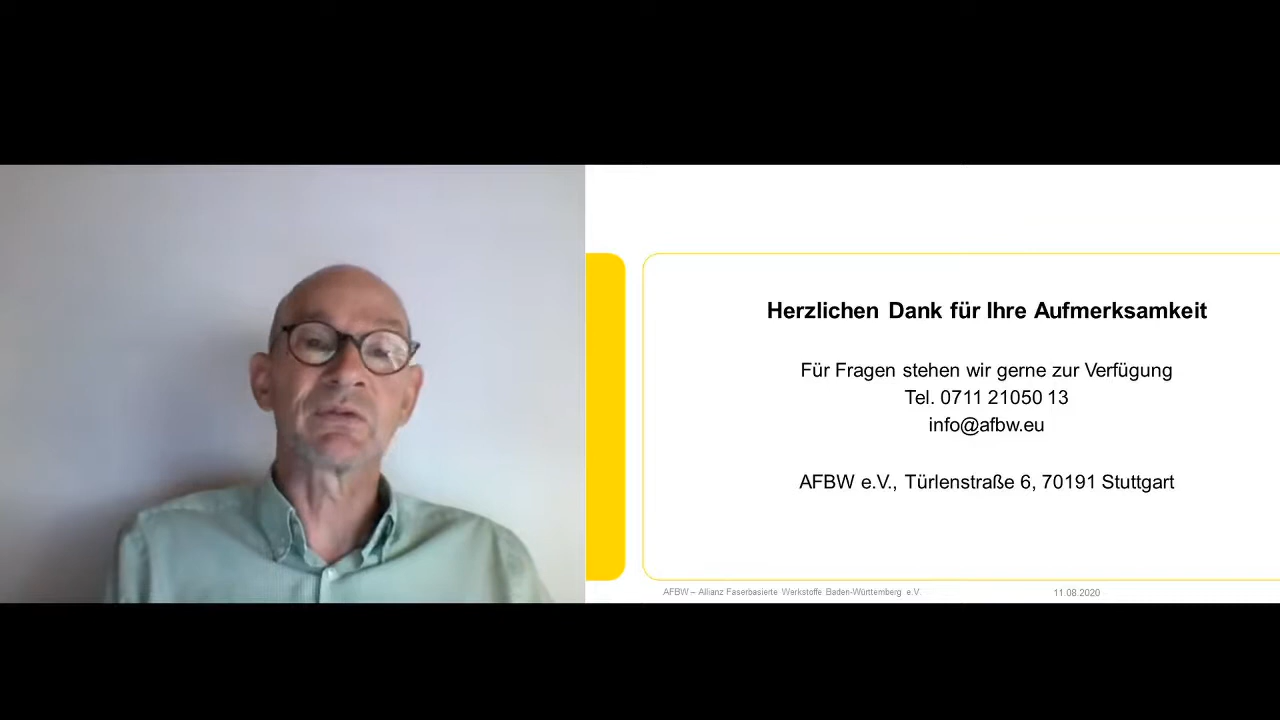 Herzlichen Dank für Ihre Aufmerksamkeit
Für Fragen stehen wir gerne zur Verfügung
Tel. 0711 21050 13
info@afbw.eu
AFBW e.V., Türlenstraße 6, 70191 Stuttgart
AFBW – Allianz Faserbasierte Werkstoffe Baden-Württemberg e.V.
11.08.2020